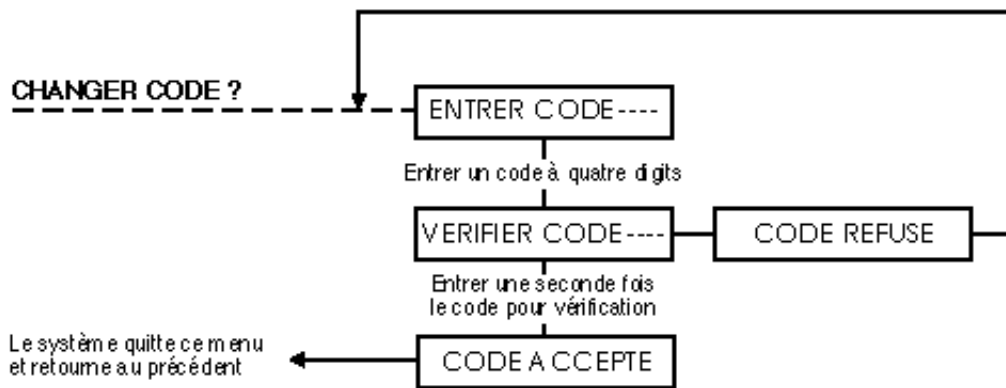 CHANGER CODE ?
ENTRER CODE----
Entrer un code à quatre digits
VERIFIER CODE----
CODE REFUSE
Entrer une seconde fois
le code pour vérification
Le système quitte ce menu
et retourne au précédent
CODE ACCEPTE